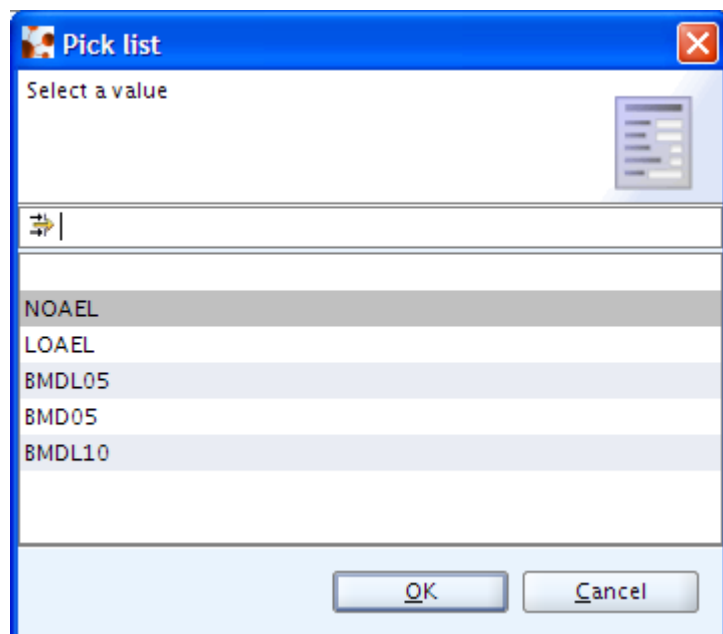 Pick list
Select a value
NOAEL
LOAEL
BMDL05
BMD05
BMDL10
OK
Cancel